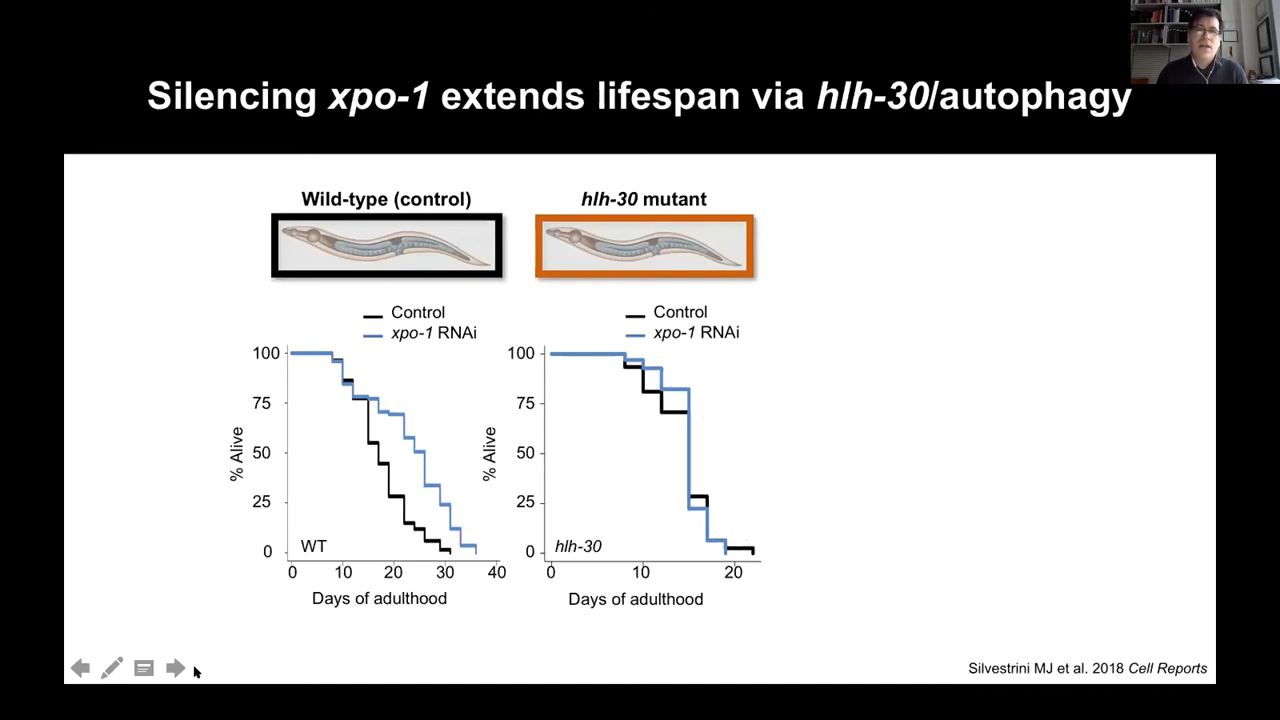 Silencing xpo-1 extends lifespan via hlh-30/autophagy
Wild-type (control)
hlh-30 mutant
Control
xpo-1 RNAi
Control
xpo-1 RNAi
100
75
50
25
0
% Alive
WT
0 10 20 30 40
Days of adulthood
100
75
50
25
0
% Alive
hlh-30
0 10 20
Days of adulthood
Silvestrini MJ et al. 2018 Cell Reports